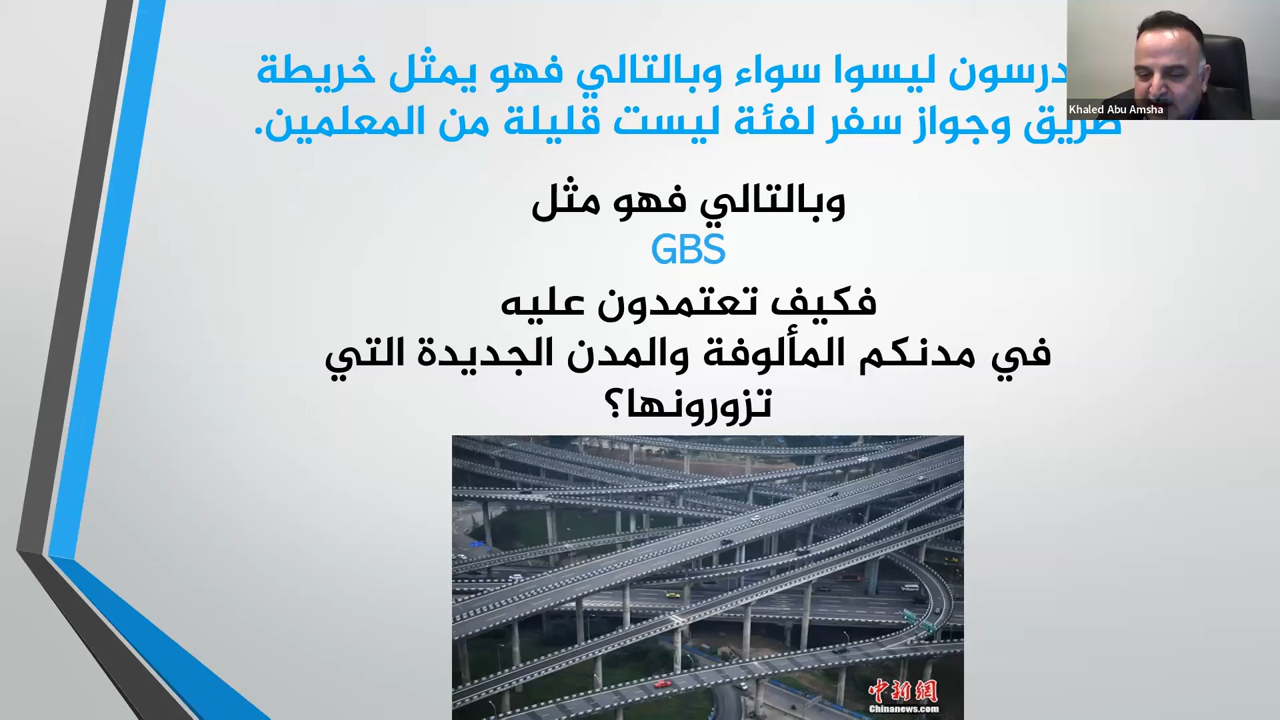 درسون ليسوا سواء وبالتالي فهو يمثل خريطة
طريق وجواز سفر لفئة ليست قليلة من المعلمين.
وبالتالي فهو مثل
GBS
فكيف تعتمدون عليه
في مدنكم المألوفة والمدن الجديدة التي
تزورونها؟
Khaled Abu Amsha
中新網
Chinanews.com